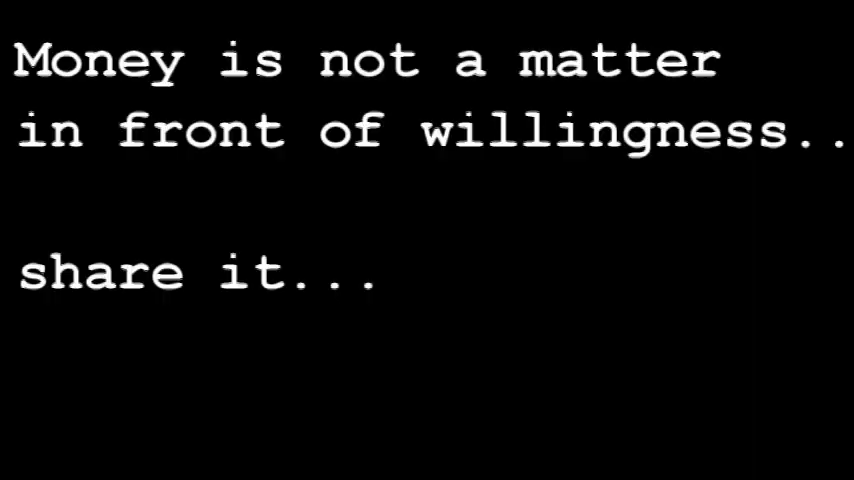 Money is not a matter
in front of willingness..
share it...